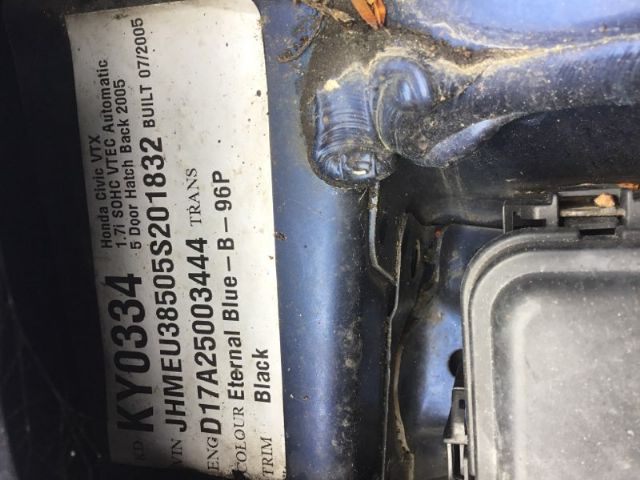 KD KY0334
Honda Civic VTX
1.7i SOHC VTEC Automatic
5 Door Hatch Back 2005
VIN JHMEU38505S201832 BUILT 07/2005
ENG D17A25003444 TRANS
COLOUR Eternal Blue - B - 96P
TRIM Black